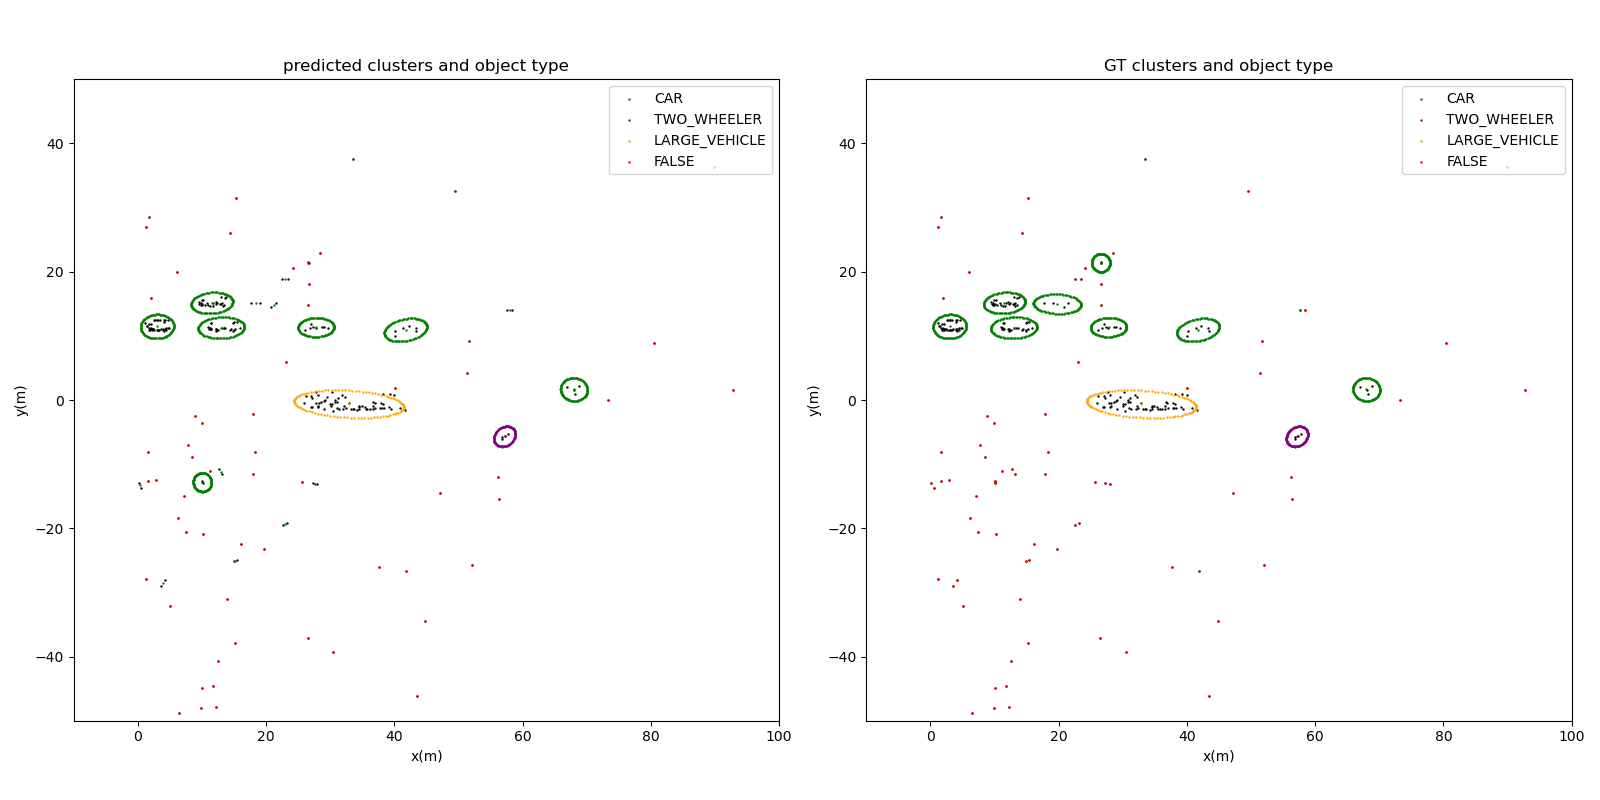 predicted clusters and object type
CAR
TWO_WHEELER
LARGE_VEHICLE
FALSE
40
20
0
−20
−40
y(m)
0 20 40 60 80 100
x(m)
GT clusters and object type
CAR
TWO_WHEELER
LARGE_VEHICLE
FALSE
40
20
0
−20
−40
y(m)
0 20 40 60 80 100
x(m)